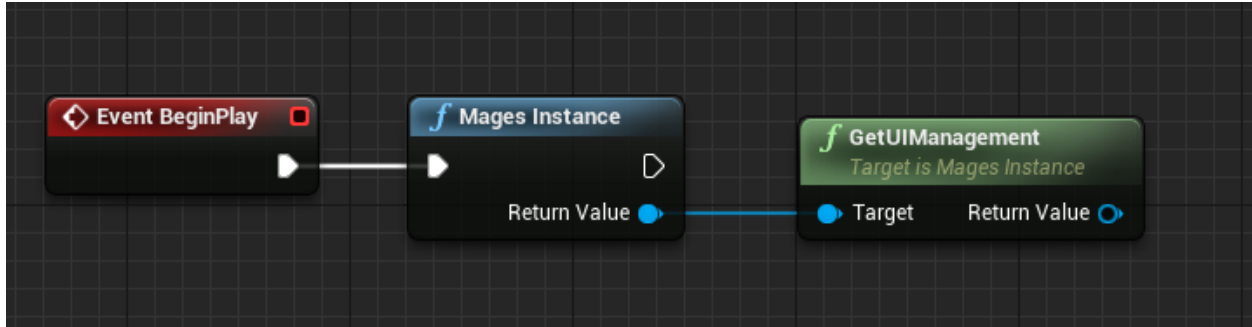 Event BeginPlay
f Mages Instance
Return Value
f GetUIManagement
Target is Mages Instance
Target Return Value